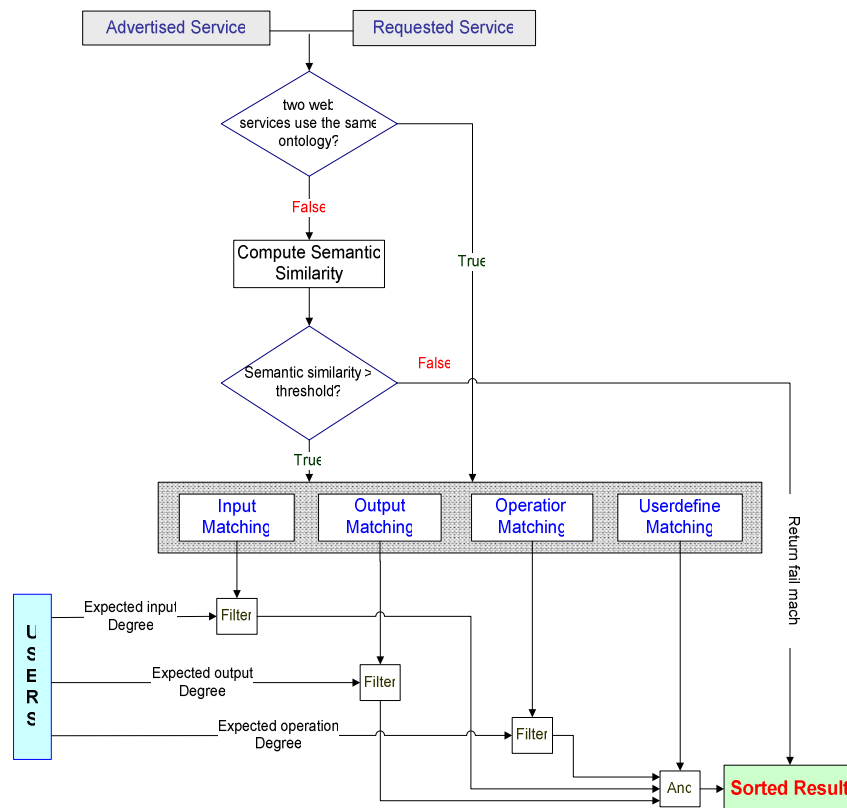 Advertised Service
Requested Service
two web
services use the same
ontology?
False
Compute Semantic
Similarity
True
Semantic similarity >
threshold?
False
True
Input
Matching
Output
Matching
Operation
Matching
Userdefine
Matching
Return fail mach
USERS
Expected input
Degree
Filter
Expected output
Degree
Filter
Expected operation
Degree
Filter
And
Sorted Result